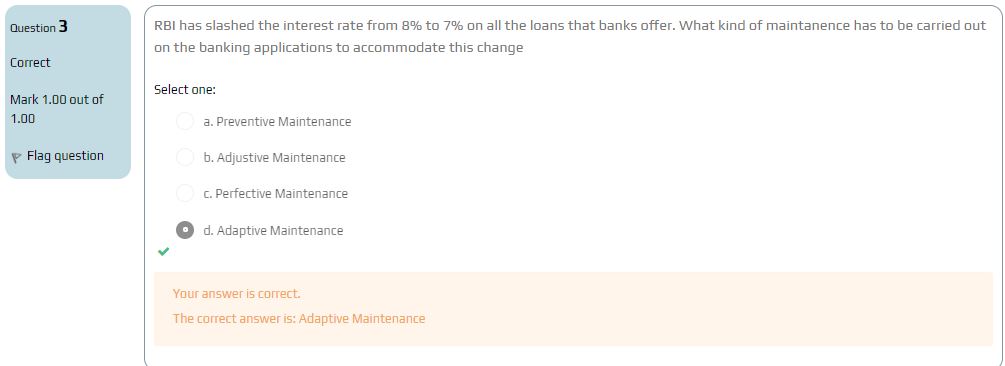 Question 3
Correct
Mark 1.00 out of
1.00
Flag question
RBI has slashed the interest rate from 8% to 7% on all the loans that banks offer. What kind of maintanence has to be carried out
on the banking applications to accommodate this change
Select one:
a. Preventive Maintenance
b. Adjustive Maintenance
c. Perfective Maintenance
d. Adaptive Maintenance
Your answer is correct.
The correct answer is: Adaptive Maintenance